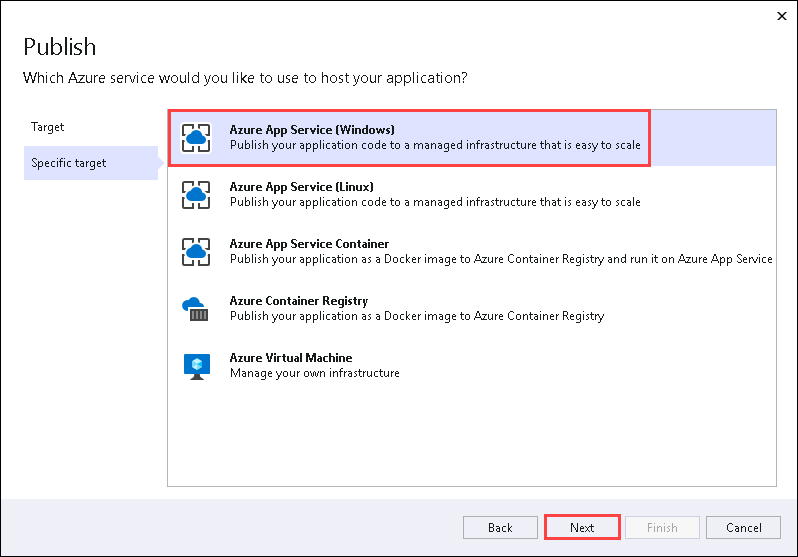 Publish
Which Azure service would you like to use to host your application?
Target
Specific target
Azure App Service (Windows)
Publish your application code to a managed infrastructure that is easy to scale
Azure App Service (Linux)
Publish your application code to a managed infrastructure that is easy to scale
Azure App Service Container
Publish your application as a Docker image to Azure Container Registry and run it on Azure App Service
Azure Container Registry
Publish your application as a Docker image to Azure Container Registry
Azure Virtual Machine
Manage your own infrastructure
Back
Next
Finish
Cancel